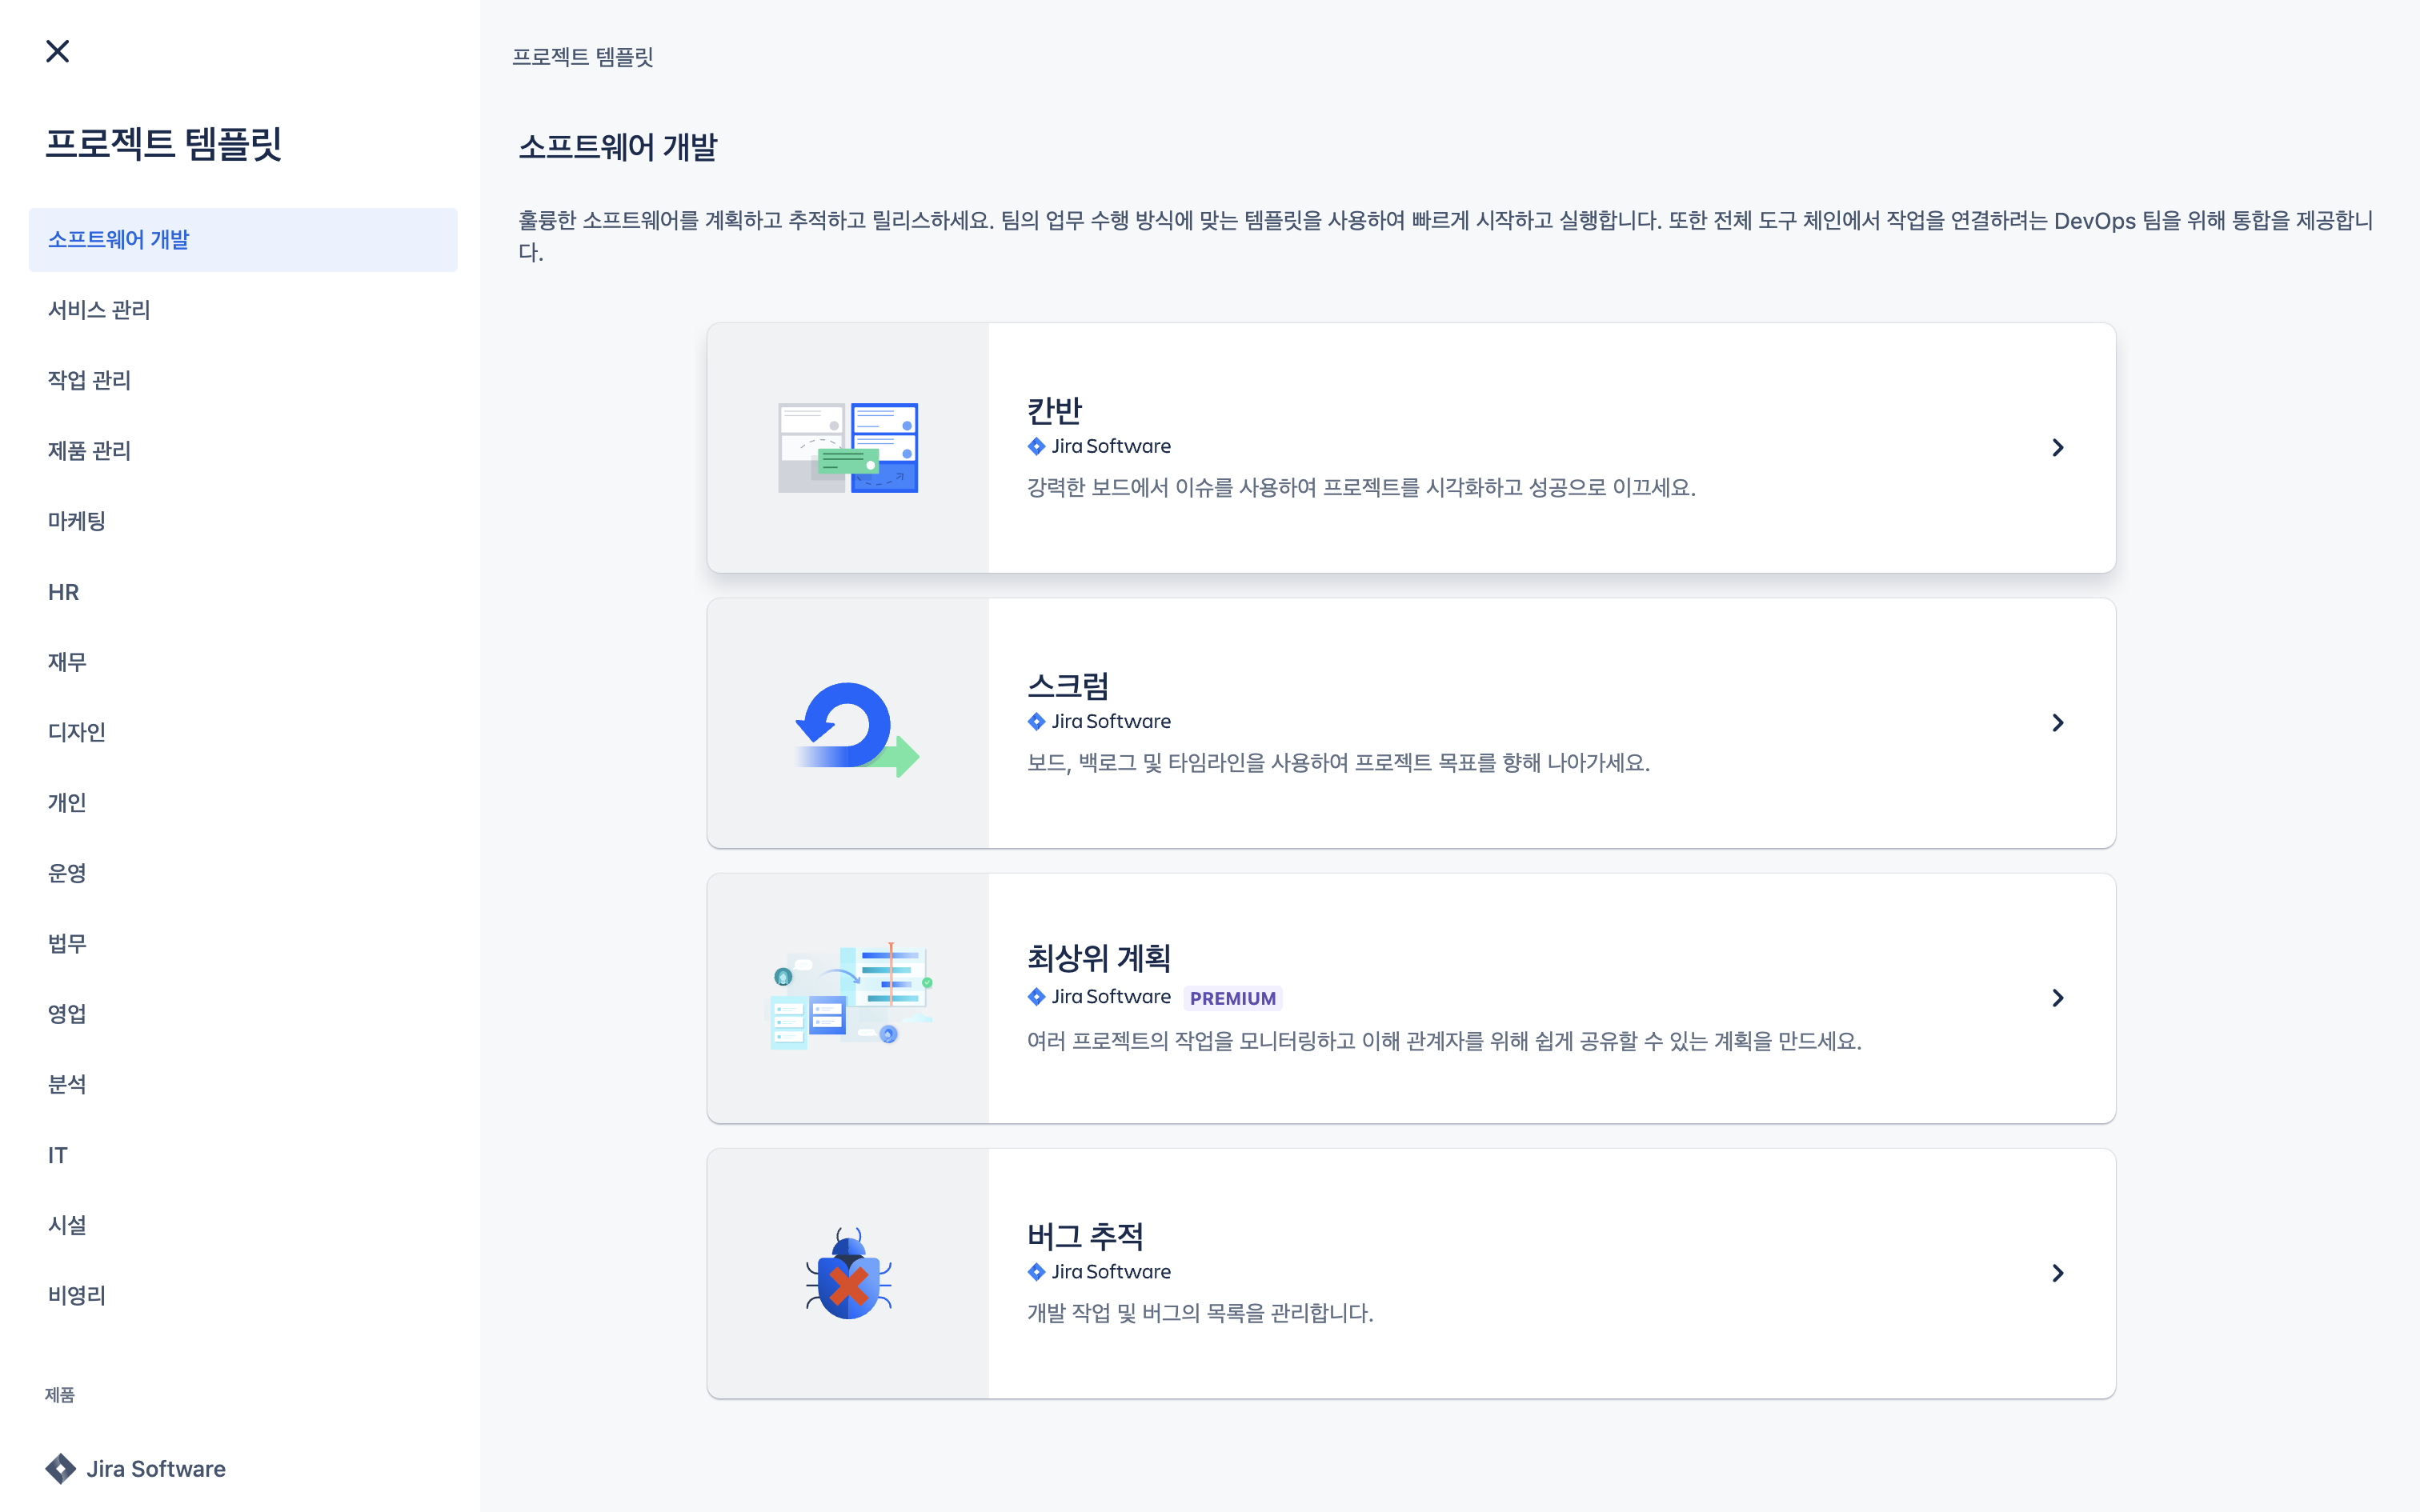 프로젝트 템플릿
소프트웨어 개발
서비스 관리
작업 관리
제품 관리
마케팅
HR
재무
디자인
개인
운영
법무
영업
분석
IT
시설
비영리
제품
Jira Software
프로젝트 템플릿
소프트웨어 개발
훌륭한 소프트웨어를 계획하고 추적하고 릴리스하세요. 팀의 업무 수행 방식에 맞는 템플릿을 사용하여 빠르게 시작하고 실행합니다. 또한 전체 도구 체인에서 작업을 연결하려는 DevOps 팀을 위해 통합을 제공합니
다.
칸반
Jira Software
강력한 보드에서 이슈를 사용하여 프로젝트를 시각화하고 성공으로 이끄세요.
스크럼
Jira Software
보드, 백로그 및 타임라인을 사용하여 프로젝트 목표를 향해 나아가세요.
최상위 계획
Jira Software PREMIUM
여러 프로젝트의 작업을 모니터링하고 이해 관계자를 위해 쉽게 공유할 수 있는 계획을 만드세요.
버그 추적
Jira Software
개발 작업 및 버그의 목록을 관리합니다.